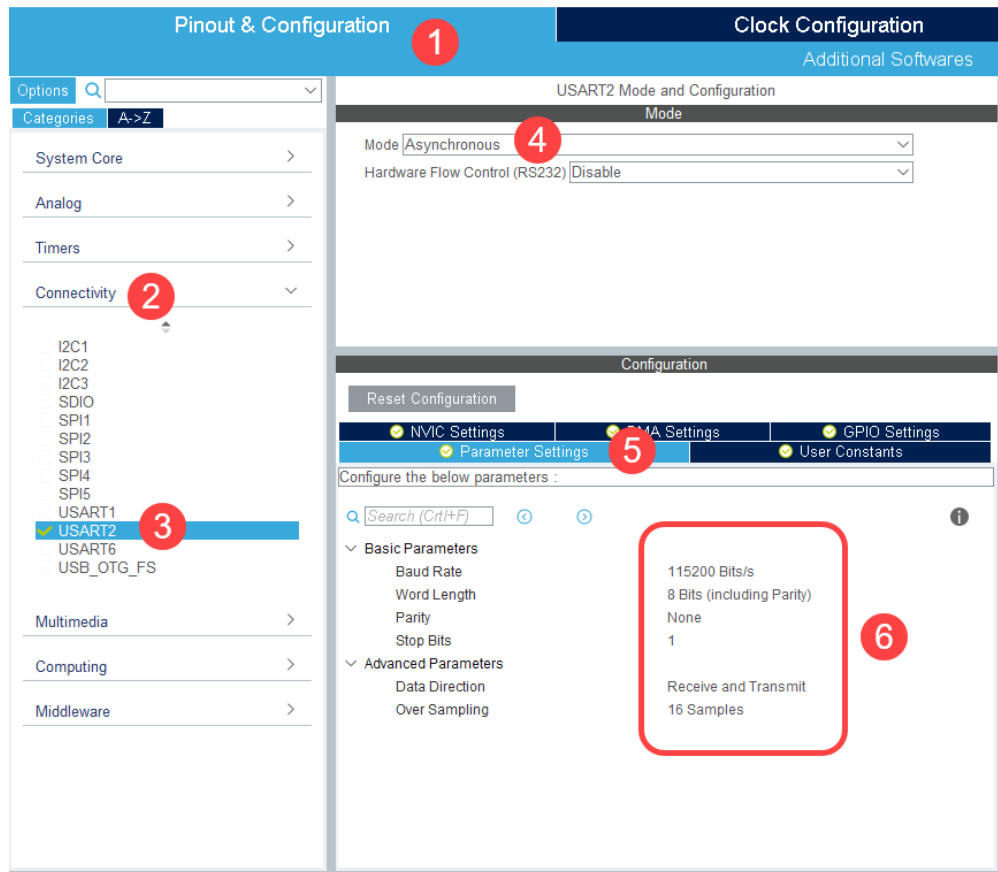 Pinout & Configuration
1
Clock Configuration
Additional Softwares
Options
Categories A->Z
System Core
Analog
Timers
Connectivity 2
I2C1
I2C2
I2C3
SDIO
SPI1
SPI2
SPI3
SPI4
SPI5
USART1
USART2 3
USART6
USB_OTG_FS
Multimedia
Computing
Middleware
USART2 Mode and Configuration
Mode
Mode Asynchronous 4
Hardware Flow Control (RS232) Disable
Configuration
Reset Configuration
NVIC Settings
Settings
GPIO Settings
Parameter Settings 5
User Constants
Configure the below parameters :
Search (Crtl+F)
i
Basic Parameters
Baud Rate 115200 Bits/s
Word Length 8 Bits (including Parity)
Parity None
Stop Bits 1
Advanced Parameters
Data Direction Receive and Transmit
Over Sampling 16 Samples
6